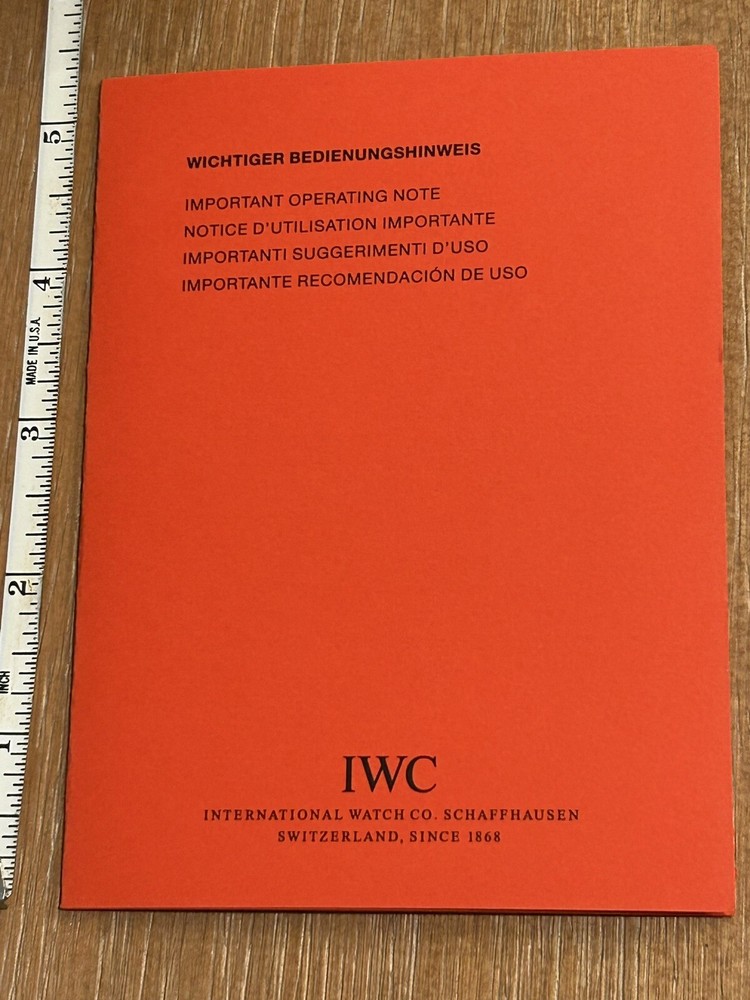 WICHTIGER BEDIENUNGSHINWEIS
IMPORTANT OPERATING NOTE
NOTICE D'UTILISATION IMPORTANTE
IMPORTANTI SUGGERIMENTI D'USO
IMPORTANTE RECOMENDACIÓN DE USO
IWC
INTERNATIONAL WATCH CO. SCHAFFHAUSEN
SWITZERLAND, SINCE 1868
5
4
MADE IN U.S.A.
3
2
INCH
1